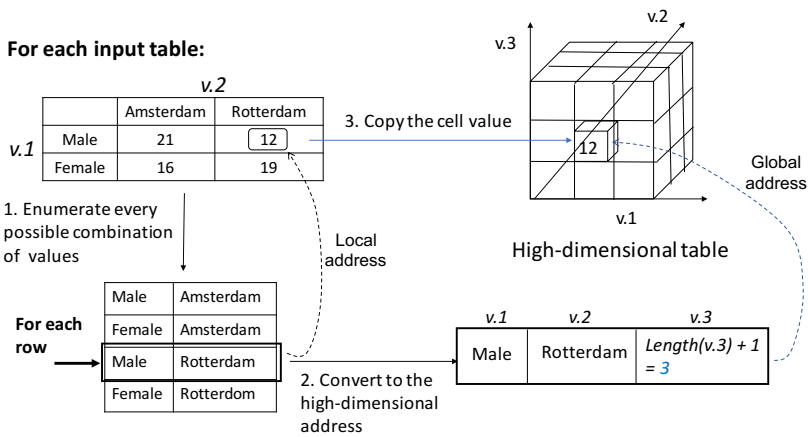 For each input table:
v.2
Amsterdam Rotterdam
v.1
Male 21 12
Female 16 19
3. Copy the cell value
v.3
v.2
12
v.1
High-dimensional table
Global
address
1. Enumerate every
possible combination
of values
Local
address
For each
row
Male Amsterdam
Female Amsterdam
Male Rotterdam
Female Rotterdom
2. Convert to the
high-dimensional
address
v.1 v.2 v.3
Male Rotterdam Length(v.3) + 1
= 3